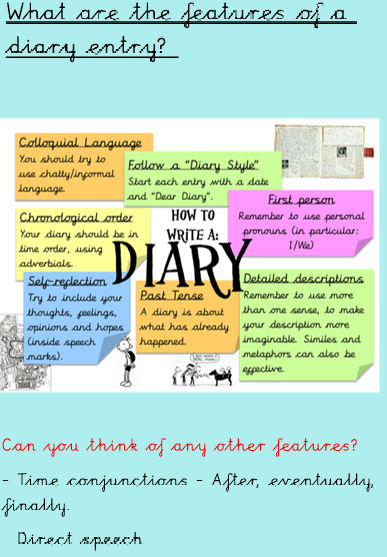 What are the features of a
diary entry?
Colloquial Language
You should try to
use chatty/informal
language.
Follow a "Diary Style"
Start each entry with a date
and "Dear Diary".
First person
Remember to use personal
pronouns (in particular:
I/We)
Chronological order
Your diary should be in
time order, using
adverbials.
HOW TO
WRITE A:
DIARY
Self-reflection
Try to include your
thoughts, feelings,
opinions and hopes
(inside speech
marks).
Past Tense
A diary is about
what has already
happened.
Detailed descriptions
Remember to use more
than one sense, to make
your description more
imaginable. Similes and
metaphors can also be
effective.
Can you think of any other features?
- Time conjunctions - After, eventually,
finally.
Direct speech